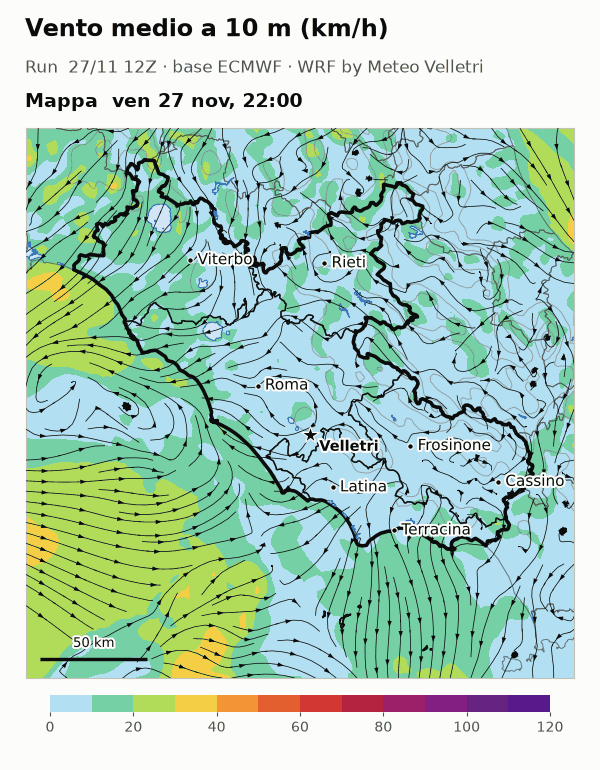 Vento medio a 10 m (km/h)
Run 27/11 12Z · base ECMWF · WRF by Meteo Velletri
Mappa ven 27 nov, 22:00
Viterbo
Rieti
Roma
Velletri
Frosinone
Cassino
Latina
Terracina
50 km
0 20 40 60 80 100 120